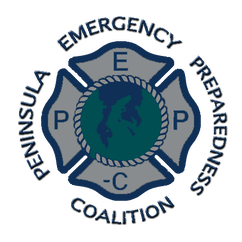 PENINSULA EMERGENCY PREPAREDNESS
COALITION
E
P P
-C